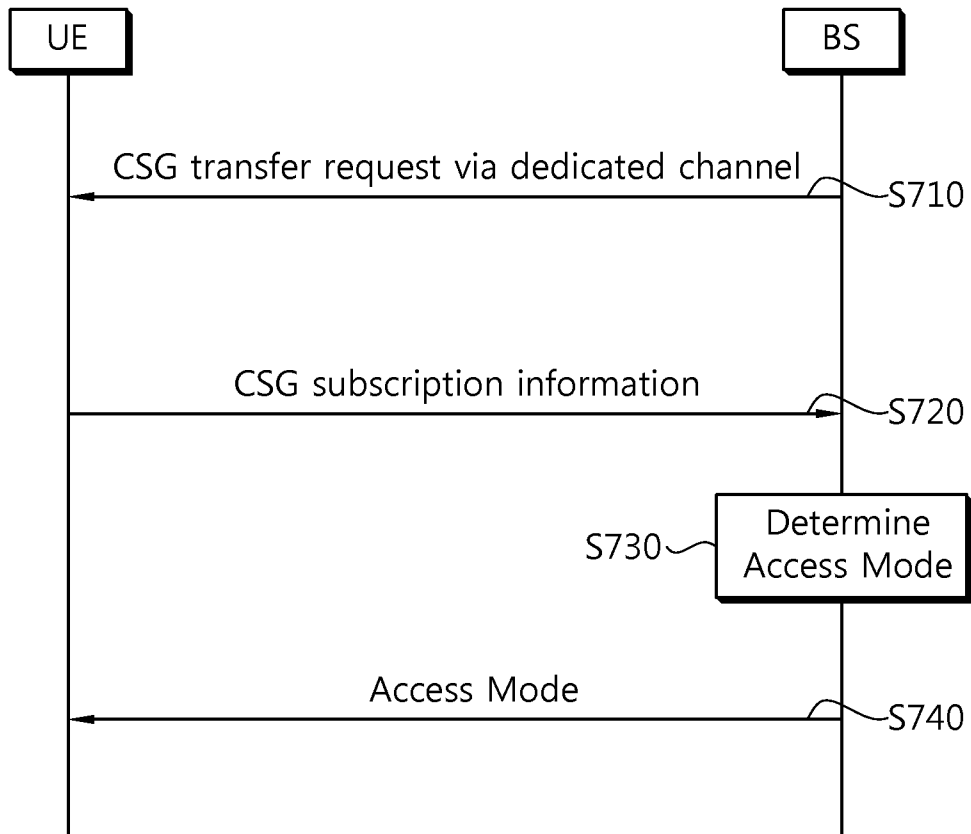 UE
BS
CSG transfer request via dedicated channel
S710
CSG subscription information
S720
Determine
Access Mode
S730
Access Mode
S740